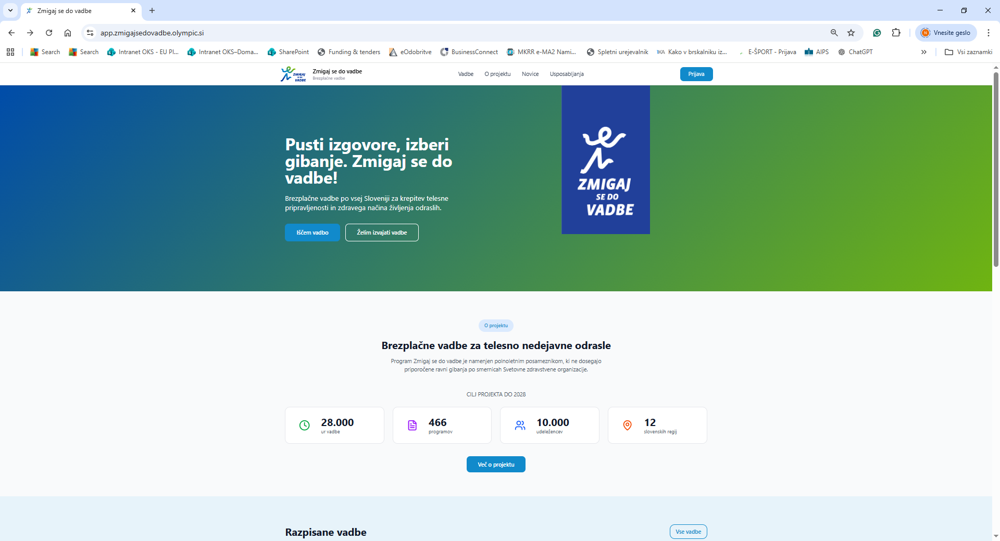 Zmigaj se do vadbe
app.zmigajsedovadbe.olympic.si
Vnesite geslo
Search
Search
Intranet OKS - EU Pl...
Intranet OKS–Doma...
SharePoint
Funding & tenders
eOdobritve
BusinessConnect
MKRR e-MA2 Nami...
Spletni urejevalnik
1KA Kako v brskalniku iz...
E-ŠPORT - Prijava
AIPS
ChatGPT
Vsi zaznamki
ZMIGAJ
SE DO
VADBE
Zmigaj se do vadbe
Brezplačne vadbe
Vadbe
O projektu
Novice
Usposabljanja
Prijava
Pusti izgovore, izberi
gibanje. Zmigaj se do
vadbe!
Brezplačne vadbe po vsej Sloveniji za krepitev telesne
pripravljenosti in zdravega načina življenja odraslih.
Iščem vadbo
Želim izvajati vadbe
ZMIGAJ
SE DO
VADBE
O projektu
Brezplačne vadbe za telesno nedejavne odrasle
Program Zmigaj se do vadbe je namenjen polnoletnim posameznikom, ki ne dosegajo
priporočene ravni gibanja po smernicah Svetovne zdravstvene organizacije.
CILJ PROJEKTA DO 2028
28.000
ur vadbe
466
programov
10.000
udeležencev
12
slovenskih regij
Več o projektu
Razpisane vadbe
Vse vadbe